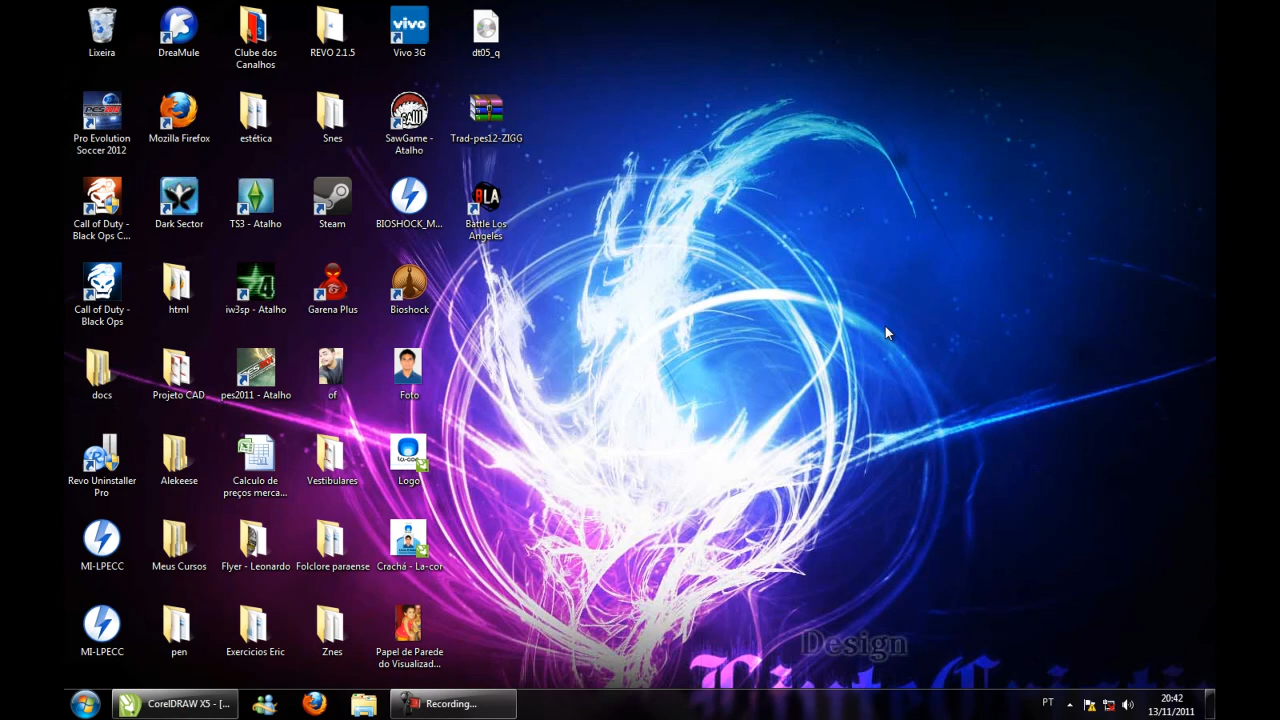 Lixeira
DreaMule
Clube dos
Canalhos
REVO 2.1.5
vivo
Vivo 3G
dt05_q
Pro Evolution
Soccer 2012
Mozilla Firefox
estética
Snes
SawGame -
Atalho
Trad-pes12-ZIGG
Call of Duty -
Black Ops C...
Dark Sector
TS3 - Atalho
Steam
BIOSHOCK_M...
BLA
Battle Los
Angeles
Call of Duty -
Black Ops
html
iw3sp - Atalho
Garena Plus
Bioshock
docs
Projeto CAD
pes2011 - Atalho
of
Foto
Revo Uninstaller
Pro
Alekeese
Calculo de
preços merca...
Vestibulares
la-cor
Logo
MI-LPECC
Meus Cursos
Flyer - Leonardo
Folclore paraense
Crachá - La-cor
MI-LPECC
pen
Exercicios Eric
Znes
Papel de Parede
do Visualizad...
Design
CorelDRAW X5 - [...
Recording...
PT
20:42
13/11/2011